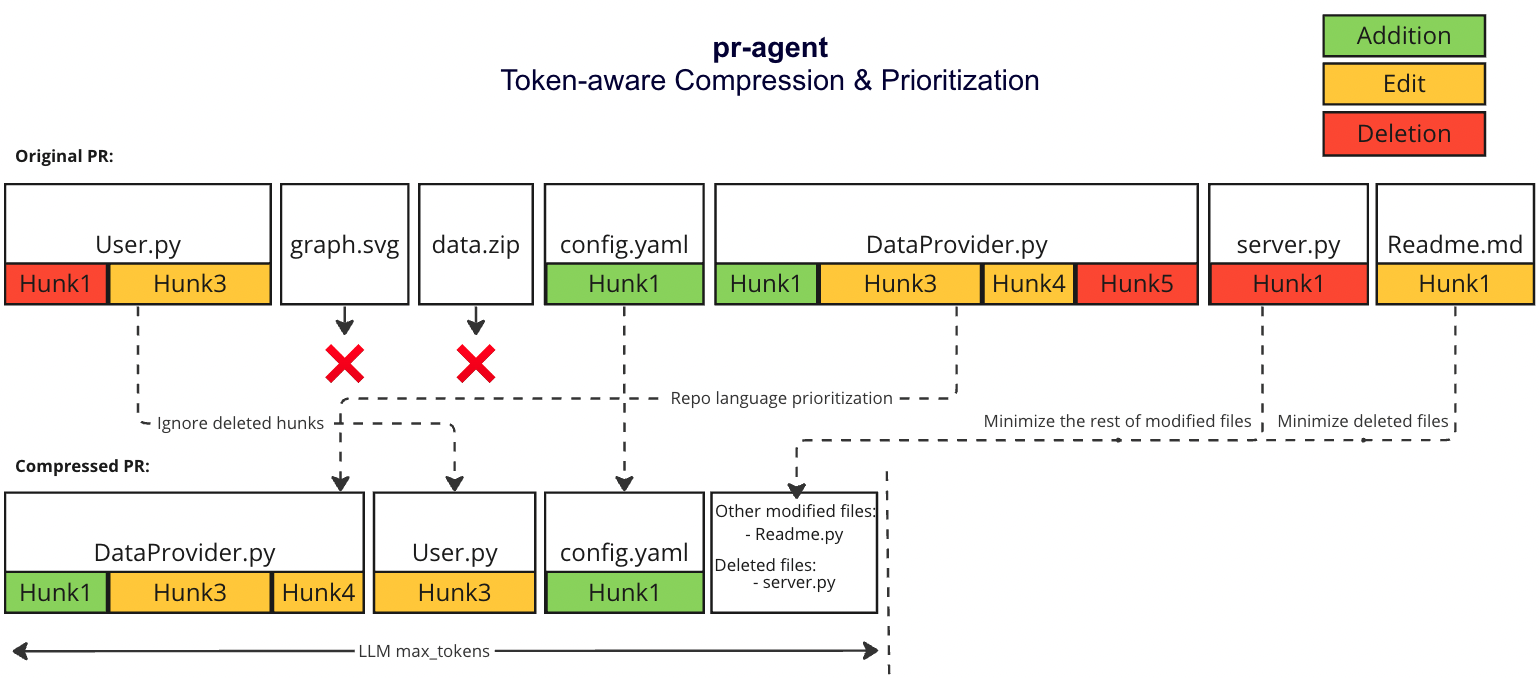 pr-agent
Token-aware Compression & Prioritization
Addition
Edit
Deletion
Original PR:
User.py
Hunk1 Hunk3
graph.svg
data.zip
config.yaml
Hunk1
DataProvider.py
Hunk1 Hunk3 Hunk4 Hunk5
server.py
Hunk1
Readme.md
Hunk1
Repo language prioritization
Ignore deleted hunks
Minimize the rest of modified files
Minimize deleted files
Compressed PR:
DataProvider.py
Hunk1 Hunk3 Hunk4
User.py
Hunk3
config.yaml
Hunk1
Other modified files:
- Readme.py
Deleted files:
- server.py
LLM max_tokens